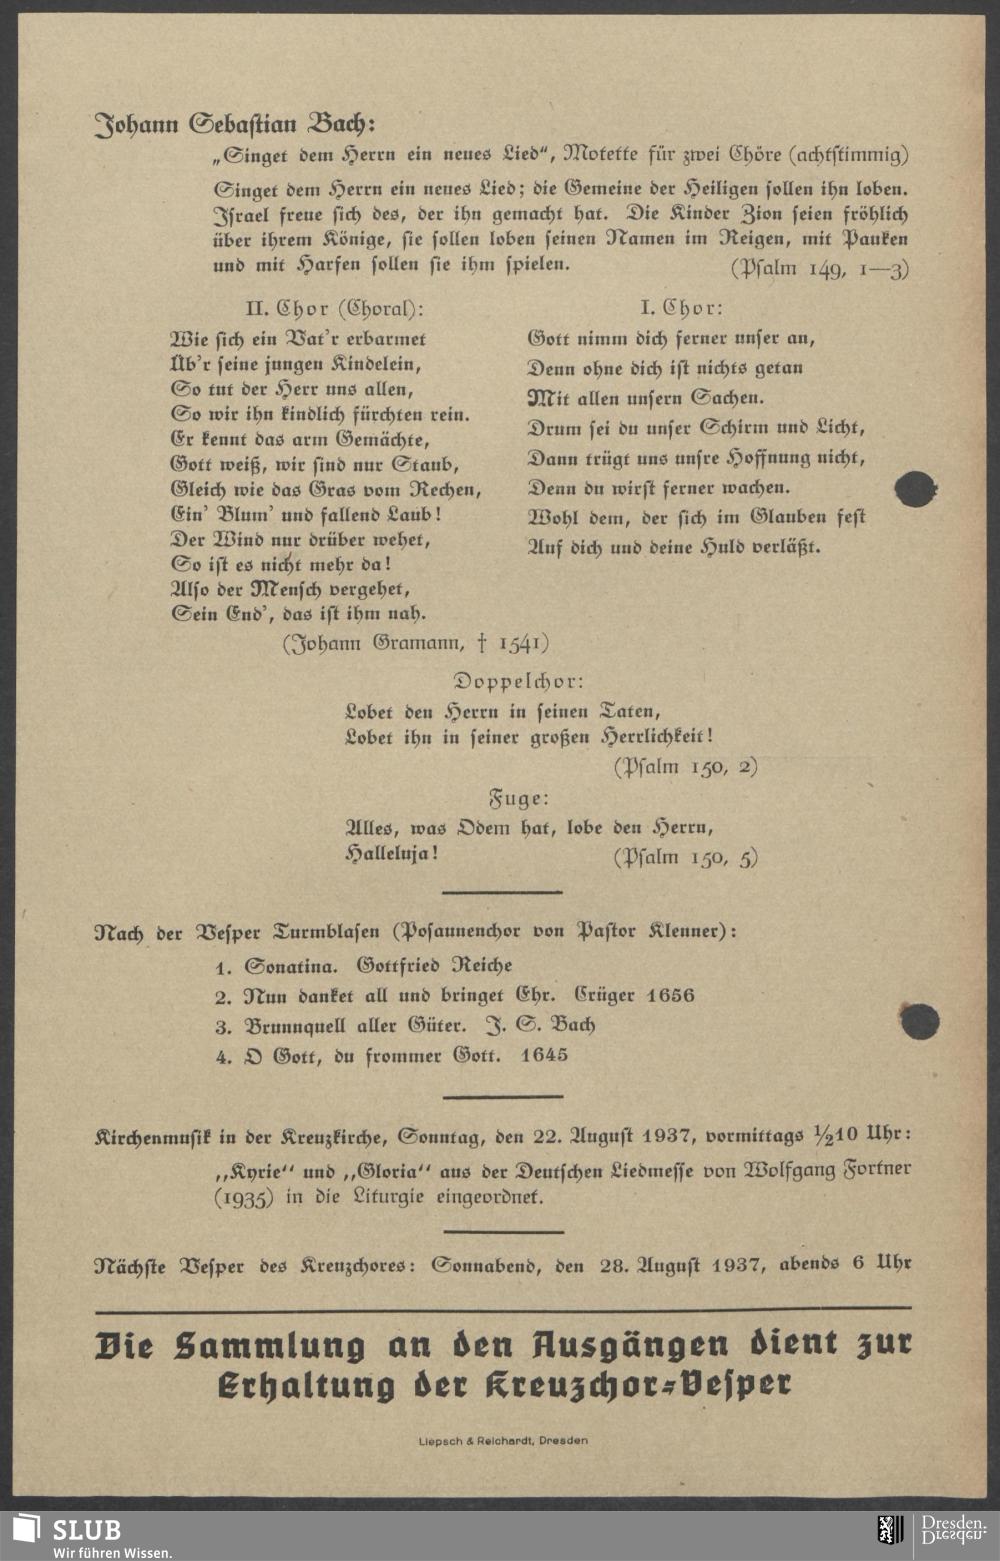 Johann Sebastian Bach:
„Singet dem Herrn ein neues Lied“, Motette für zwei Chöre (achtstimmig)
Singet dem Herrn ein neues Lied; die Gemeine der Heiligen sollen ihn loben.
Israel freue sich des, der ihn gemacht hat. Die Kinder Zion seien fröhlich
über ihrem Könige, sie sollen loben seinen Namen im Reigen, mit Pauken
und mit Harfen sollen sie ihm spielen. (Psalm 149, 1—3)
II. Chor (Choral):
Wie sich ein Vat'r erbarmet
Üb'r seine jungen Kindelein,
So tut der Herr uns allen,
So wir ihn kindlich fürchten rein.
Er kennt das arm Gemächte,
Gott weiß, wir sind nur Staub,
Gleich wie das Gras vom Rechen,
Ein' Blum' und fallend Laub!
Der Wind nur drüber wehet,
So ist es nicht mehr da!
Also der Mensch vergehet,
Sein End', das ist ihm nah.
(Johann Gramann, † 1541)
I. Chor:
Gott nimm dich ferner unser an,
Denn ohne dich ist nichts getan
Mit allen unsern Sachen.
Drum sei du unser Schirm und Licht,
Dann trügt uns unsre Hoffnung nicht,
Denn du wirst ferner wachen.
Wohl dem, der sich im Glauben fest
Auf dich und deine Huld verläßt.
Doppelchor:
Lobet den Herrn in seinen Taten,
Lobet ihn in seiner großen Herrlichkeit!
(Psalm 150, 2)
Fuge:
Alles, was Odem hat, lobe den Herrn,
Halleluja! (Psalm 150, 5)
Nach der Vesper Turmblasen (Posaunenchor von Pastor Klenner):
1. Sonatina. Gottfried Reiche
2. Nun danket all und bringet Ehr. Crüger 1656
3. Brunnquell aller Güter. J. S. Bach
4. O Gott, du frommer Gott. 1645
Kirchenmusik in der Kreuzkirche, Sonntag, den 22. August 1937, vormittags ½10 Uhr:
„Kyrie“ und „Gloria“ aus der Deutschen Liedmesse von Wolfgang Fortner
(1935) in die Liturgie eingeordnet.
Nächste Vesper des Kreuzchores: Sonnabend, den 28. August 1937, abends 6 Uhr
Die Sammlung an den Ausgängen dient zur
Erhaltung der Kreuzchor-Vesper
Liepsch & Reichardt, Dresden
SLUB
Wir führen Wissen.
Dresden.
Dresden.